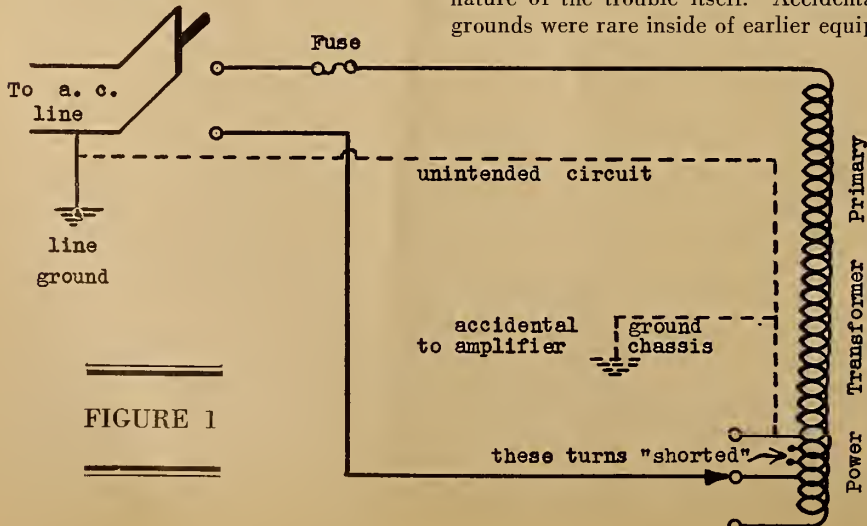 nature of the trouble itself. Accidental
grounds were rare inside of earlier equip
Fuse
To a. c.
line
unintended circuit
line
ground
accidental ground
to amplifier chassis
FIGURE 1
these turns "shorted"
Power Transformer Primary